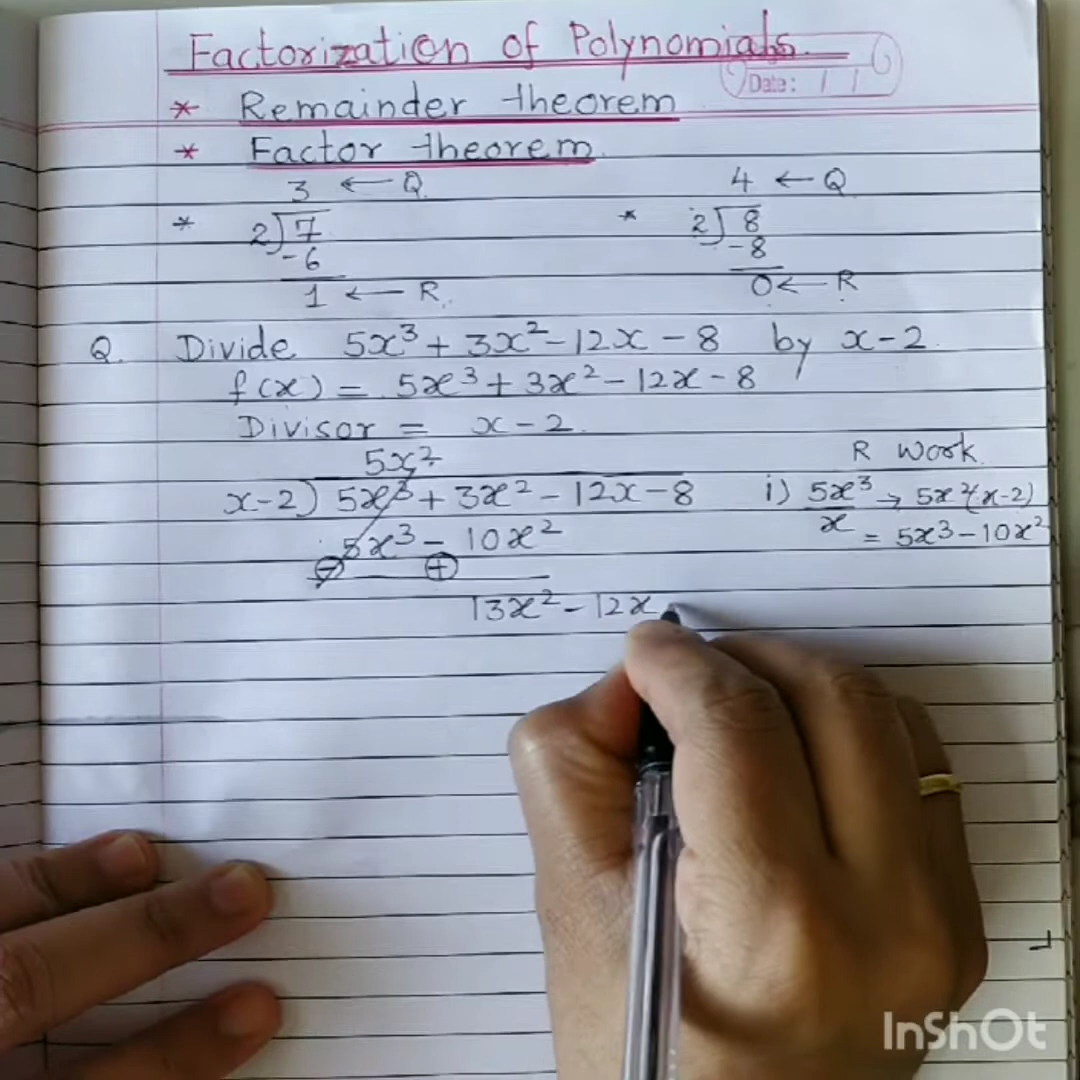 Factorization of Polynomials.
Date: / /
* Remainder theorem
* Factor theorem.
3 ← Q
* 2) 7
- 6
1 ← R.
4 ← Q
* 2) 8
- 8
0 ← R
Q. Divide 5x³ + 3x² - 12x - 8 by x - 2.
f(x) = 5x³ + 3x² - 12x - 8
Divisor = x - 2.
5x²
x-2) 5x³ + 3x² - 12x - 8
5x³ - 10x²
⊖ ⊕
13x² - 12x
R Work.
i) 5x³/x → 5x²(x-2)
= 5x³ - 10x²
InShOt